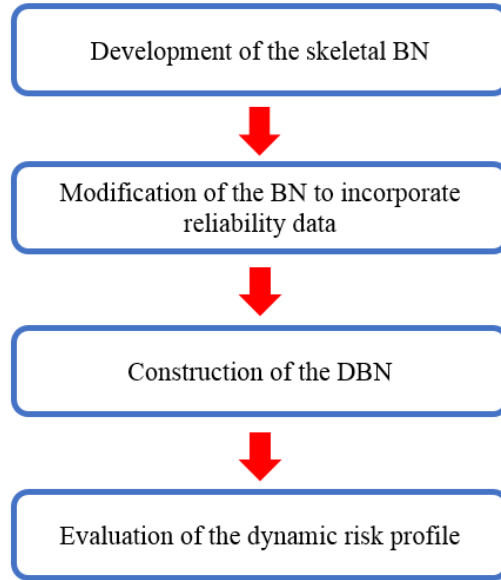 Development of the skeletal BN
Modification of the BN to incorporate
reliability data
Construction of the DBN
Evaluation of the dynamic risk profile